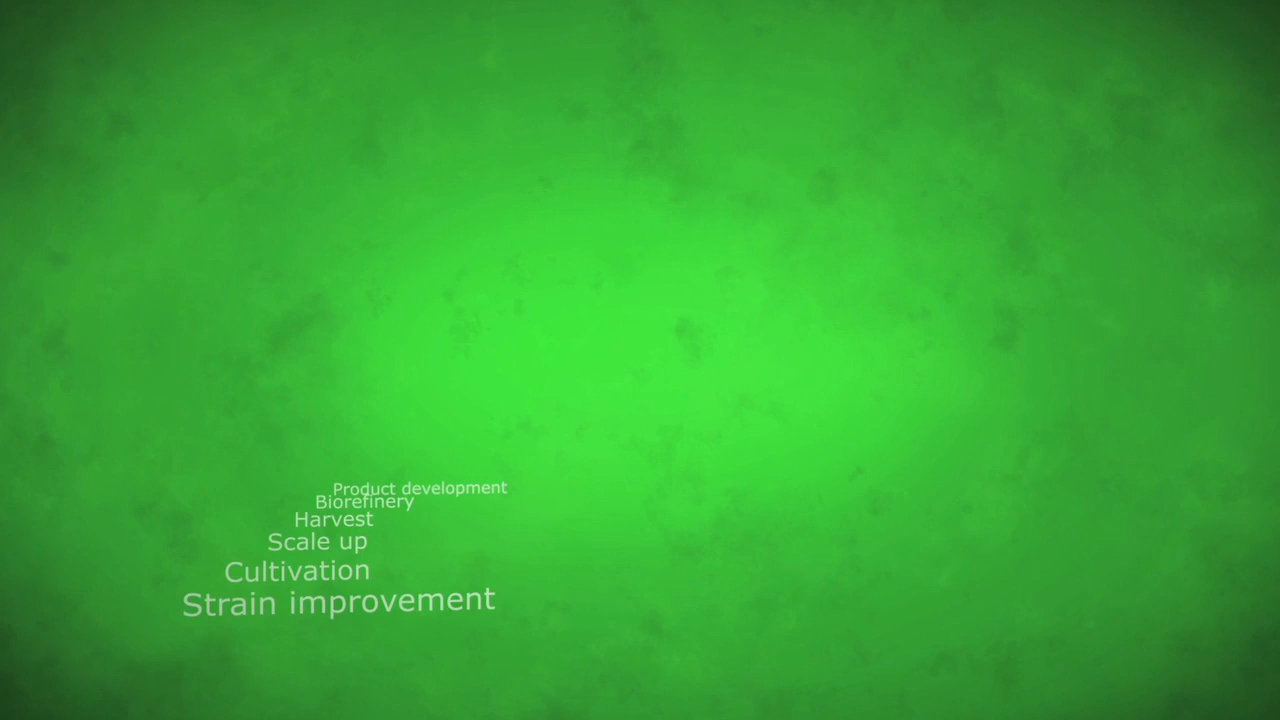 Product development
Biorefinery
Harvest
Scale up
Cultivation
Strain improvement